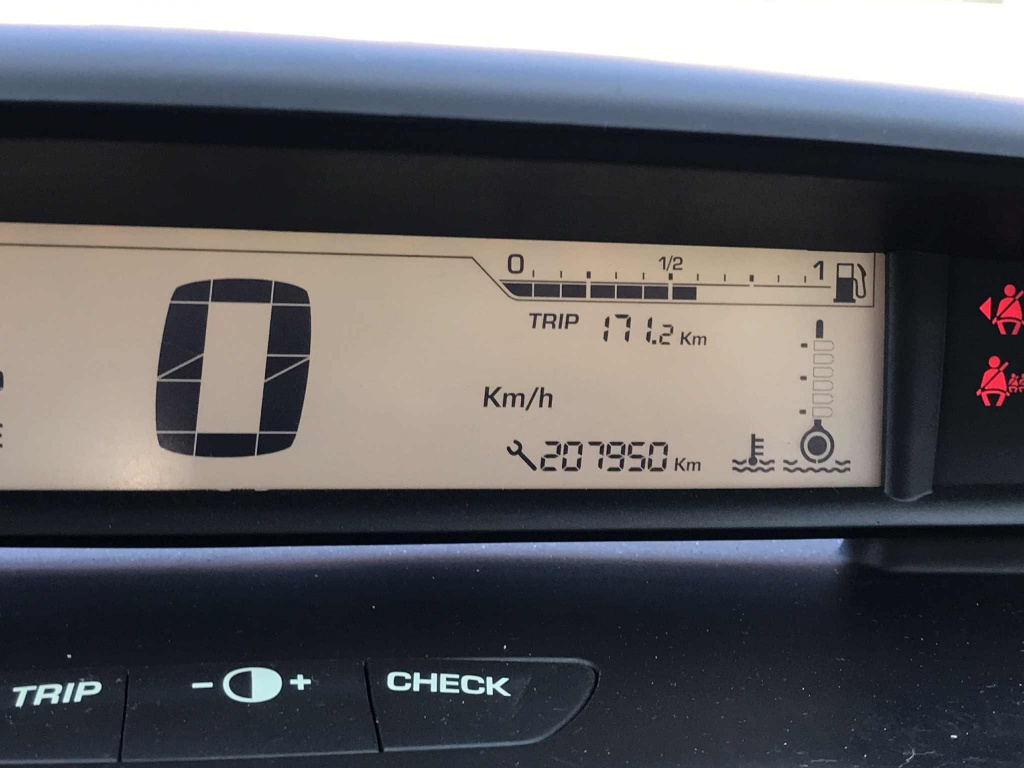 0 1/2 1
TRIP 171.2 Km
0
Km/h
207950 Km
TRIP
- +
CHECK